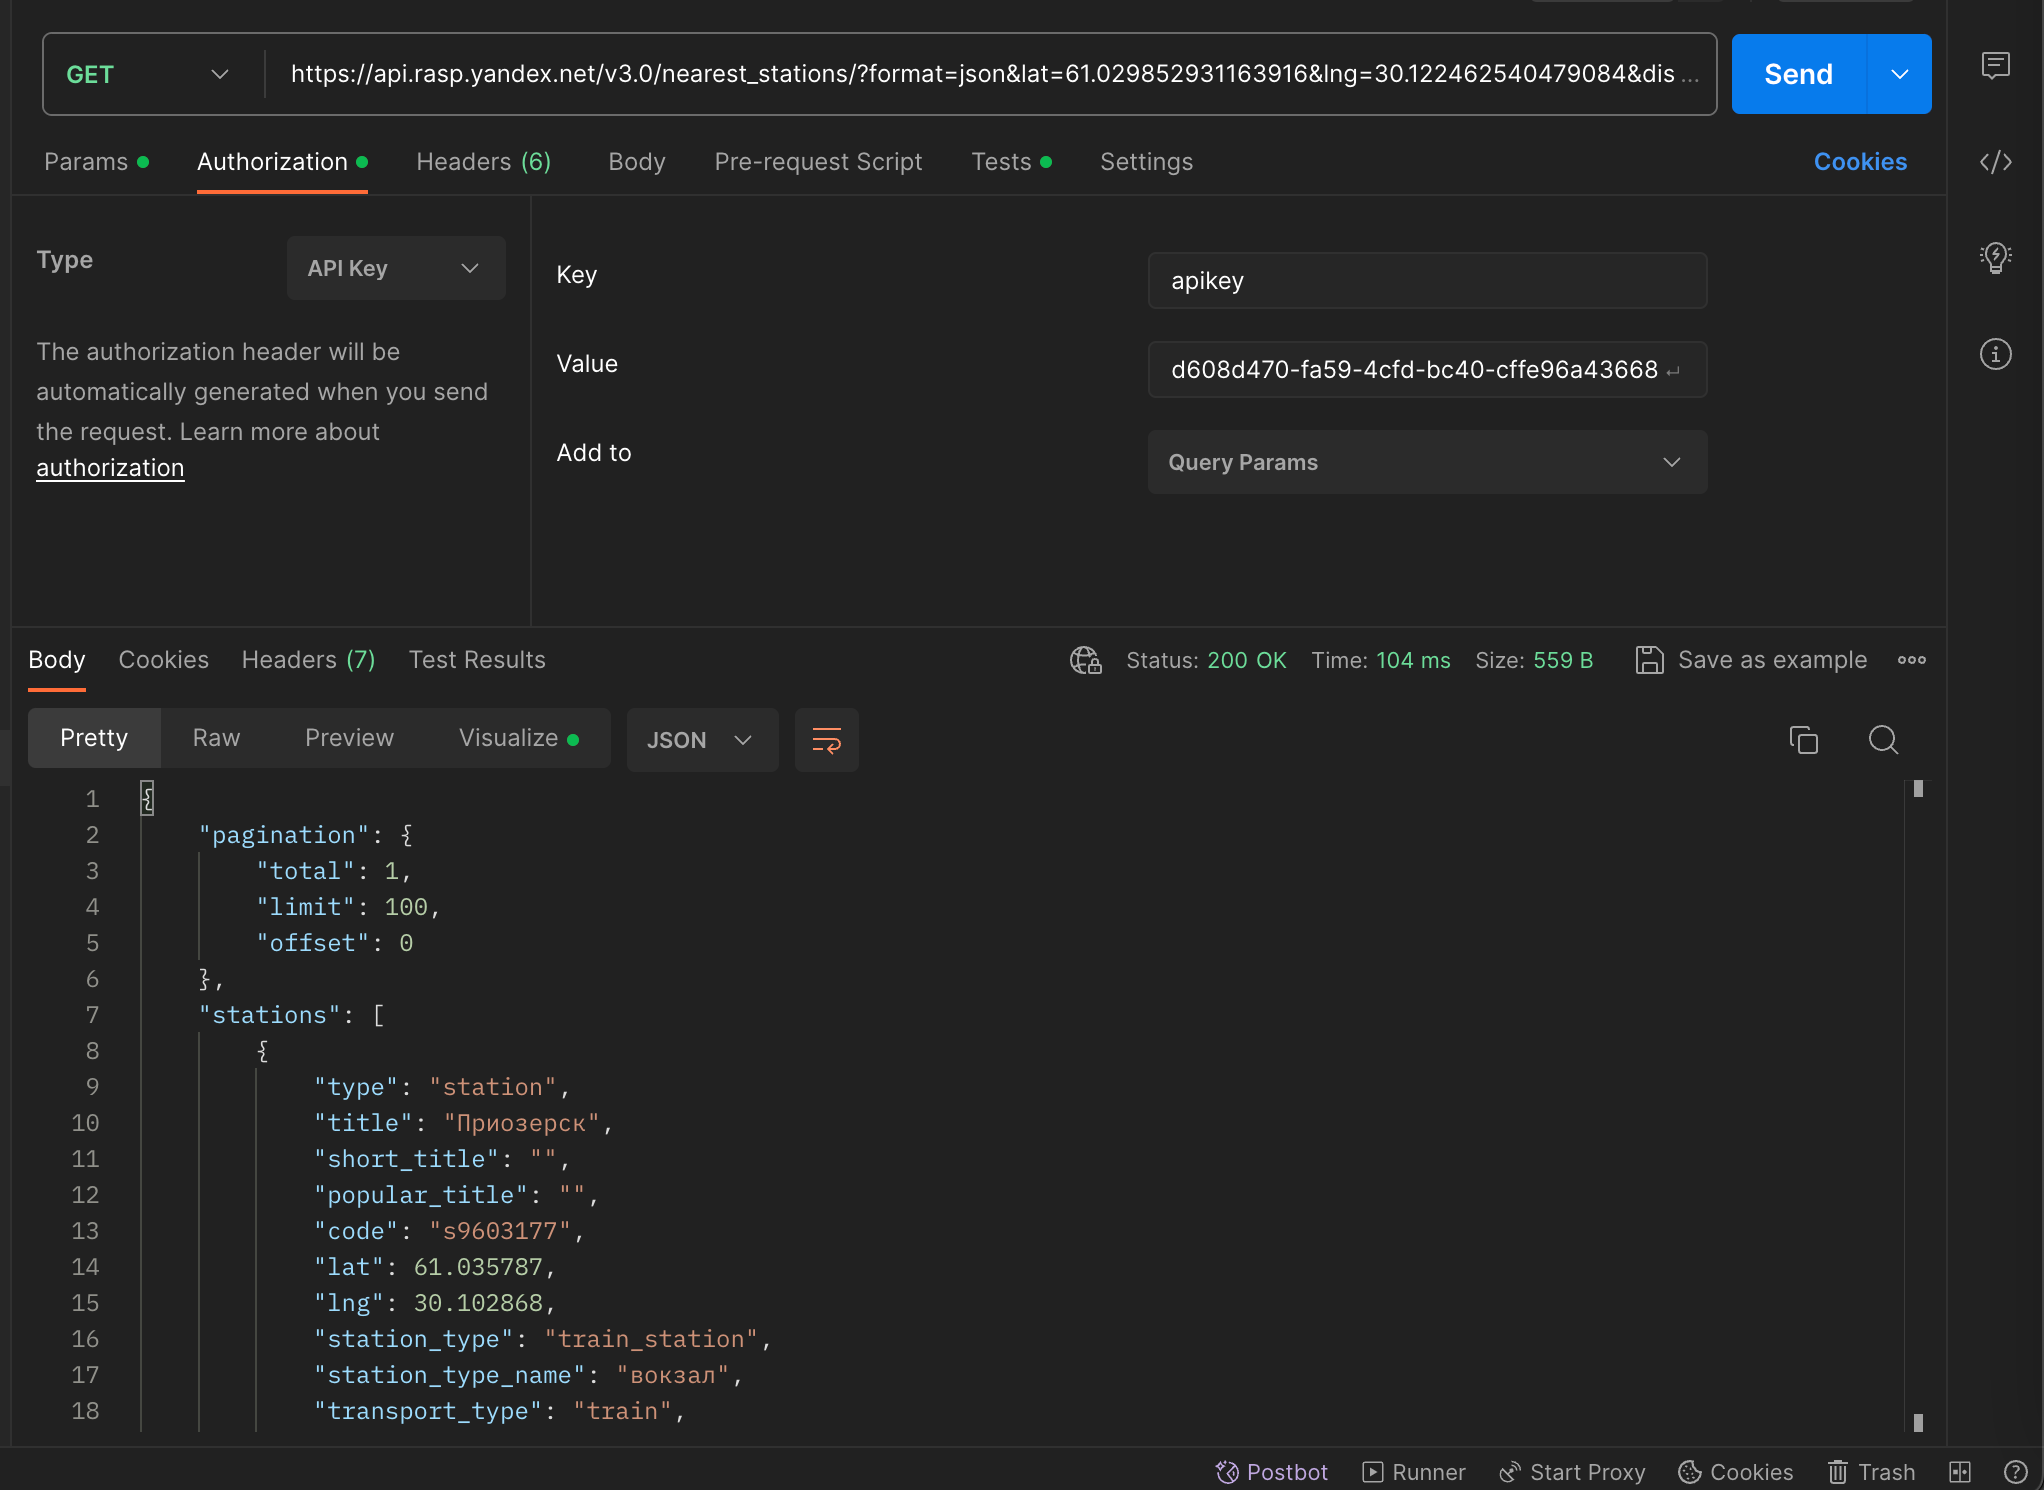 GET https://api.rasp.yandex.net/v3.0/nearest_stations/?format=json&lat=61.029852931163916&lng=30.122462540479084&dis ... Send
Params Authorization Headers (6) Body Pre-request Script Tests Settings Cookies
Type API Key
The authorization header will be
automatically generated when you send
the request. Learn more about
authorization
Key apikey
Value d608d470-fa59-4cfd-bc40-cffe96a43668
Add to Query Params
Body Cookies Headers (7) Test Results Status: 200 OK Time: 104 ms Size: 559 B Save as example
Pretty Raw Preview Visualize JSON
1 {
2 "pagination": {
3 "total": 1,
4 "limit": 100,
5 "offset": 0
6 },
7 "stations": [
8 {
9 "type": "station",
10 "title": "Приозерск",
11 "short_title": "",
12 "popular_title": "",
13 "code": "s9603177",
14 "lat": 61.035787,
15 "lng": 30.102868,
16 "station_type": "train_station",
17 "station_type_name": "вокзал",
18 "transport_type": "train",
Postbot Runner Start Proxy Cookies Trash